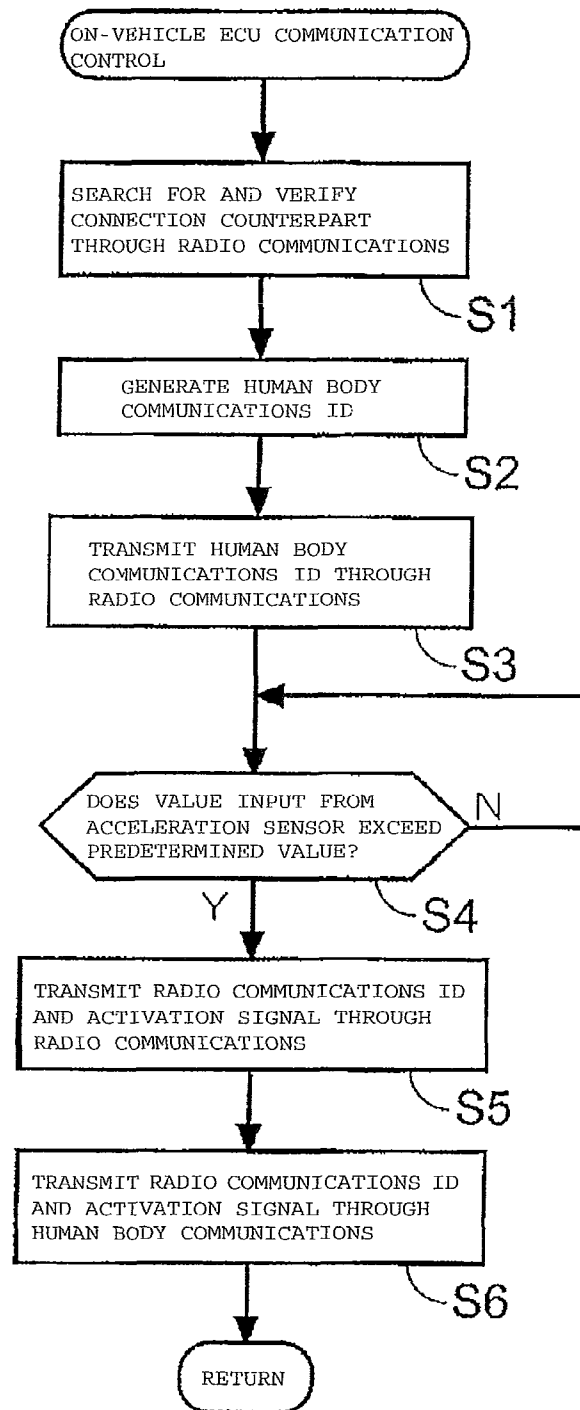 ON-VEHICLE ECU COMMUNICATION
CONTROL
SEARCH FOR AND VERIFY
CONNECTION COUNTERPART
THROUGH RADIO COMMUNICATIONS
S1
GENERATE HUMAN BODY
COMMUNICATIONS ID
S2
TRANSMIT HUMAN BODY
COMMUNICATIONS ID THROUGH
RADIO COMMUNICATIONS
S3
DOES VALUE INPUT FROM
ACCELERATION SENSOR EXCEED
PREDETERMINED VALUE?
N
Y
S4
TRANSMIT RADIO COMMUNICATIONS ID
AND ACTIVATION SIGNAL THROUGH
RADIO COMMUNICATIONS
S5
TRANSMIT RADIO COMMUNICATIONS ID
AND ACTIVATION SIGNAL THROUGH
HUMAN BODY COMMUNICATIONS
S6
RETURN